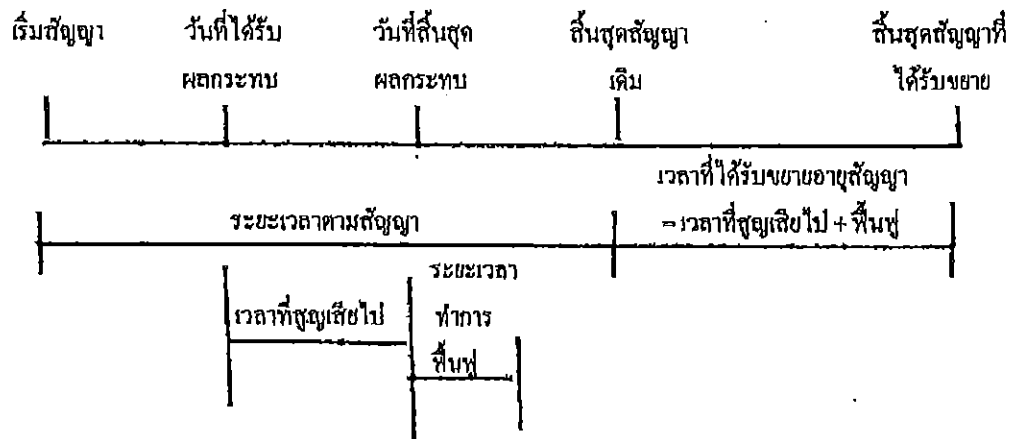 เริ่มสัญญา วันที่ได้รับ วันที่สิ้นสุด สิ้นสุดสัญญา สิ้นสุดสัญญาที่
ผลกระทบ ผลกระทบ เดิม ได้รับขยาย
เวลาที่ได้รับขยายอายุสัญญา
ระยะเวลาตามสัญญา =เวลาที่สูญเสียไป + ฟื้นฟู
ระยะเวลา
เวลาที่สูญเสียไป ทำการ
ฟื้นฟู